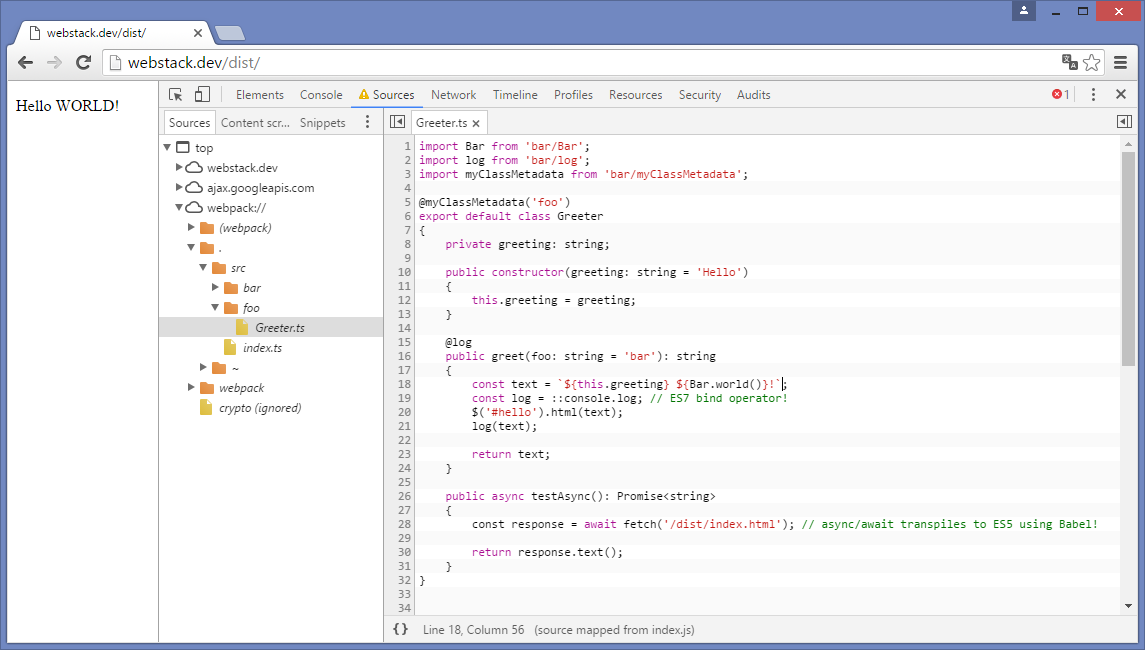 webstack.dev/dist/
webstack.dev/dist/
Hello WORLD!
Elements Console Sources Network Timeline Profiles Resources Security Audits 1
Sources Content scr... Snippets
Greeter.ts
top
webstack.dev
ajax.googleapis.com
webpack://
(webpack)
.
src
bar
foo
Greeter.ts
index.ts
~
webpack
crypto (ignored)
1 import Bar from 'bar/Bar';
2 import log from 'bar/log';
3 import myClassMetadata from 'bar/myClassMetadata';
4
5 @myClassMetadata('foo')
6 export default class Greeter
7 {
8     private greeting: string;
9
10     public constructor(greeting: string = 'Hello')
11     {
12         this.greeting = greeting;
13     }
14
15     @log
16     public greet(foo: string = 'bar'): string
17     {
18         const text = `${this.greeting} ${Bar.world()}!`;
19         const log = ::console.log; // ES7 bind operator!
20         $('#hello').html(text);
21         log(text);
22
23         return text;
24     }
25
26     public async testAsync(): Promise<string>
27     {
28         const response = await fetch('/dist/index.html'); // async/await transpiles to ES5 using Babel!
29
30         return response.text();
31     }
32 }
33
34
{} Line 18, Column 56 (source mapped from index.js)